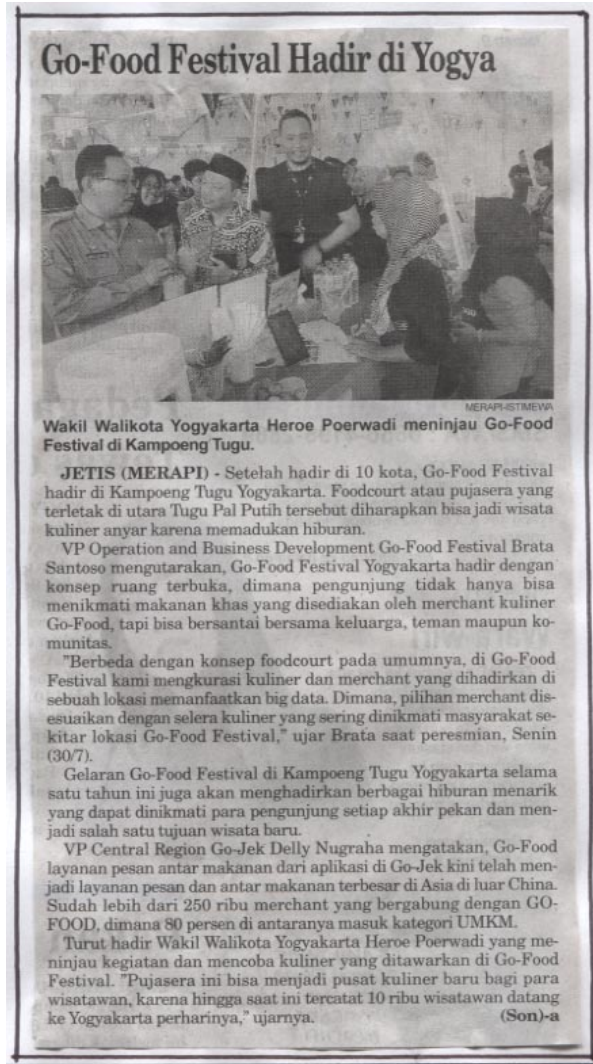 Go-Food Festival Hadir di Yogya
MERAPI-ISTIMEWA
Wakil Walikota Yogyakarta Heroe Poerwadi meninjau Go-Food
Festival di Kampoeng Tugu.
JETIS (MERAPI) - Setelah hadir di 10 kota, Go-Food Festival
hadir di Kampoeng Tugu Yogyakarta. Foodcourt atau pujasera yang
terletak di utara Tugu Pal Putih tersebut diharapkan bisa jadi wisata
kuliner anyar karena memadukan hiburan.
VP Operation and Business Development Go-Food Festival Brata
Santoso mengutarakan, Go-Food Festival Yogyakarta hadir dengan
konsep ruang terbuka, dimana pengunjung tidak hanya bisa
menikmati makanan khas yang disediakan oleh merchant kuliner
Go-Food, tapi bisa bersantai bersama keluarga, teman maupun ko-
munitas.
"Berbeda dengan konsep foodcourt pada umumnya, di Go-Food
Festival kami mengkurasi kuliner dan merchant yang dihadirkan di
sebuah lokasi memanfaatkan big data. Dimana, pilihan merchant dis-
esuaikan dengan selera kuliner yang sering dinikmati masyarakat se-
kitar lokasi Go-Food Festival," ujar Brata saat peresmian, Senin
(30/7).
Gelaran Go-Food Festival di Kampoeng Tugu Yogyakarta selama
satu tahun ini juga akan menghadirkan berbagai hiburan menarik
yang dapat dinikmati para pengunjung setiap akhir pekan dan men-
jadi salah satu tujuan wisata baru.
VP Central Region Go-Jek Delly Nugraha mengatakan, Go-Food
layanan pesan antar makanan dari aplikasi di Go-Jek kini telah men-
jadi layanan pesan dan antar makanan terbesar di Asia di luar China.
Sudah lebih dari 250 ribu merchant yang bergabung dengan GO-
FOOD, dimana 80 persen di antaranya masuk kategori UMKM.
Turut hadir Wakil Walikota Yogyakarta Heroe Poerwadi yang me-
ninjau kegiatan dan mencoba kuliner yang ditawarkan di Go-Food
Festival. "Pujasera ini bisa menjadi pusat kuliner baru bagi para
wisatawan, karena hingga saat ini tercatat 10 ribu wisatawan datang
ke Yogyakarta perharinya," ujarnya. (Son)-a